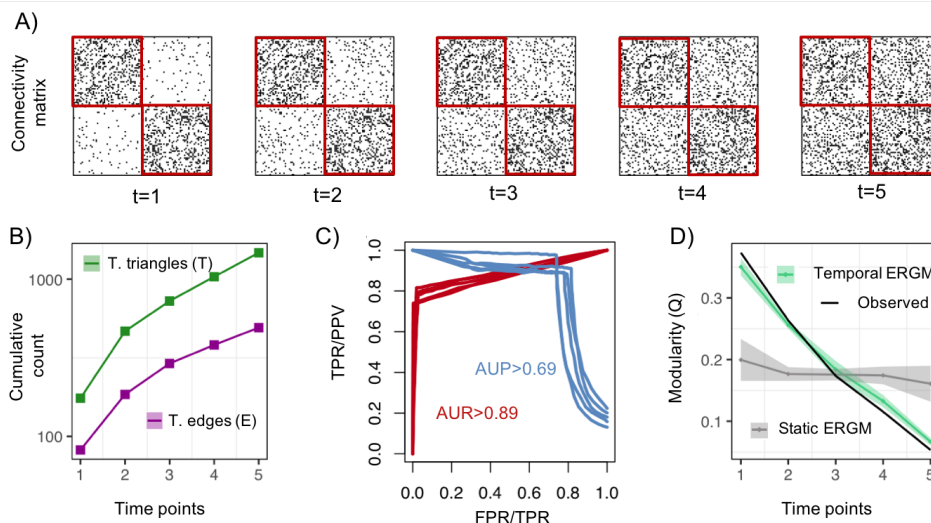 A)
Connectivity
matrix
t=1
t=2
t=3
t=4
t=5
B)
T. triangles (T)
T. edges (E)
1000
100
Cumulative
count
1
2
3
4
5
Time points
C)
TPR/PPV
0.0
0.2
0.4
0.6
0.8
1.0
AUP>0.69
AUR>0.89
0.0
0.2
0.4
0.6
0.8
1.0
FPR/TPR
D)
Modularity (Q)
0.3
0.2
0.1
Temporal ERGM
Observed
Static ERGM
1
2
3
4
5
Time points